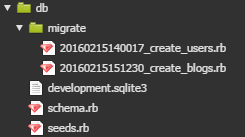 db
migrate
20160215140017_create_users.rb
20160215151230_create_blogs.rb
development.sqlite3
schema.rb
seeds.rb